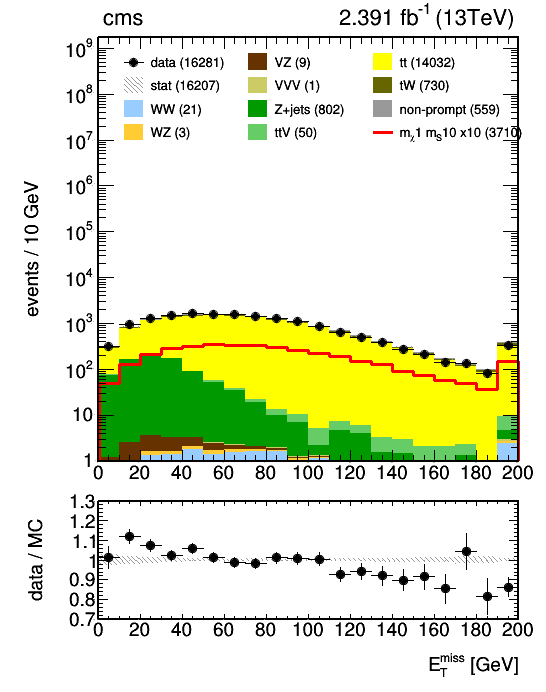 cms 2.391 fb⁻¹ (13TeV)
10⁹
data (16281) VZ (9) tt (14032)
stat (16207) VVV (1) tW (730)
10⁸
WW (21) Z+jets (802) non-prompt (559)
WZ (3) ttV (50) mχ1 mS10 x10 (3710)
10⁷
10⁶
10⁵
10⁴
10³
10²
10
1
events / 10 GeV
0 20 40 60 80 100 120 140 160 180 200
1.3
1.2
1.1
1
0.9
0.8
0.7
data / MC
0 20 40 60 80 100 120 140 160 180 200
E_T^miss [GeV]